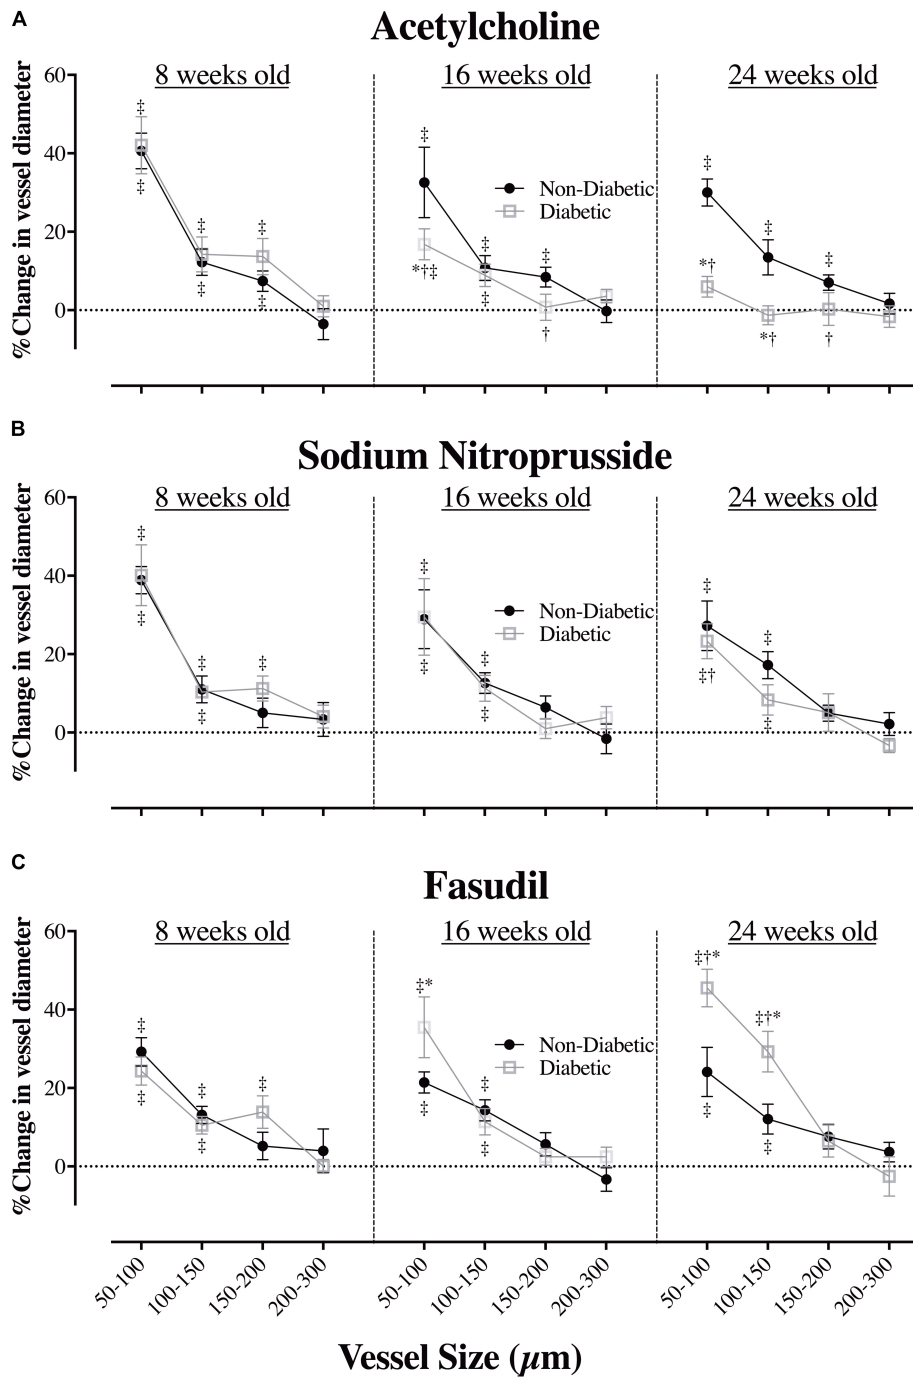 A
Acetylcholine
%Change in vessel diameter
60
40
20
0
8 weeks old
16 weeks old
24 weeks old
‡
‡
‡
‡
‡
‡
‡
*†‡
‡
‡
‡
†
‡
*†
‡
*†
‡
†
Non-Diabetic
Diabetic
B
Sodium Nitroprusside
%Change in vessel diameter
60
40
20
0
8 weeks old
16 weeks old
24 weeks old
‡
‡
‡
‡
‡
‡
‡
‡
‡
‡
‡†
‡
‡
Non-Diabetic
Diabetic
C
Fasudil
%Change in vessel diameter
60
40
20
0
8 weeks old
16 weeks old
24 weeks old
‡
‡
‡
‡
‡
‡*
‡
‡
‡
‡†*
‡
‡†*
‡
Non-Diabetic
Diabetic
50-100
100-150
150-200
200-300
50-100
100-150
150-200
200-300
50-100
100-150
150-200
200-300
Vessel Size (µm)